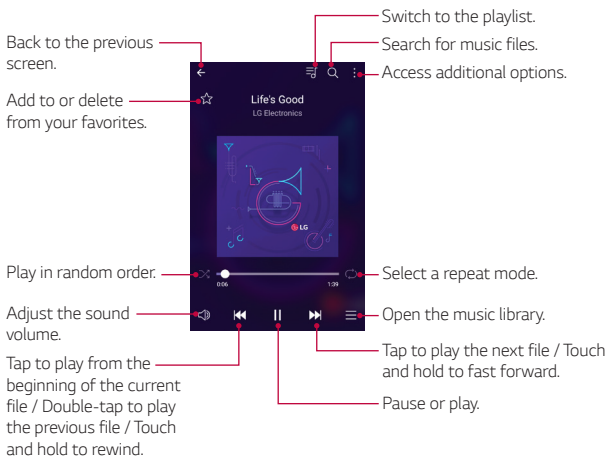 Switch to the playlist.
Back to the previous
screen.
Search for music files.
Access additional options.
Add to or delete
from your favorites.
Life's Good
LG Electronics
LG
Play in random order.
Select a repeat mode.
0:06
1:39
Adjust the sound
volume.
Open the music library.
Tap to play from the
beginning of the current
file / Double-tap to play
the previous file / Touch
and hold to rewind.
Tap to play the next file / Touch
and hold to fast forward.
Pause or play.